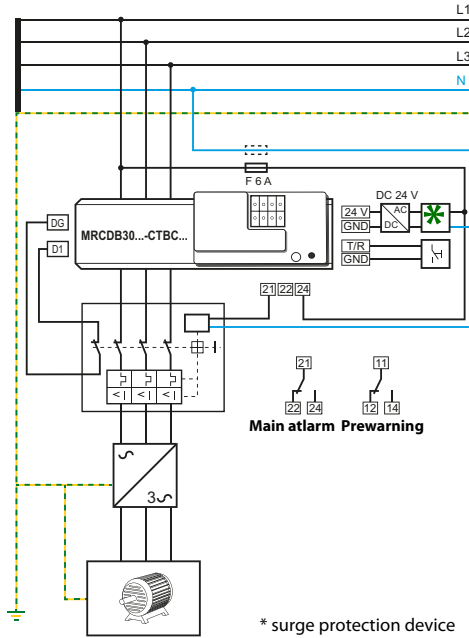 L1
L2
L3
N
F 6 A
DC 24 V
24 V
AC
DC
GND
T/R
GND
DG
D1
MRCDB30...-CTBC...
21 22 24
21
11
22 24
12 14
Main atlarm Prewarning
3
* surge protection device